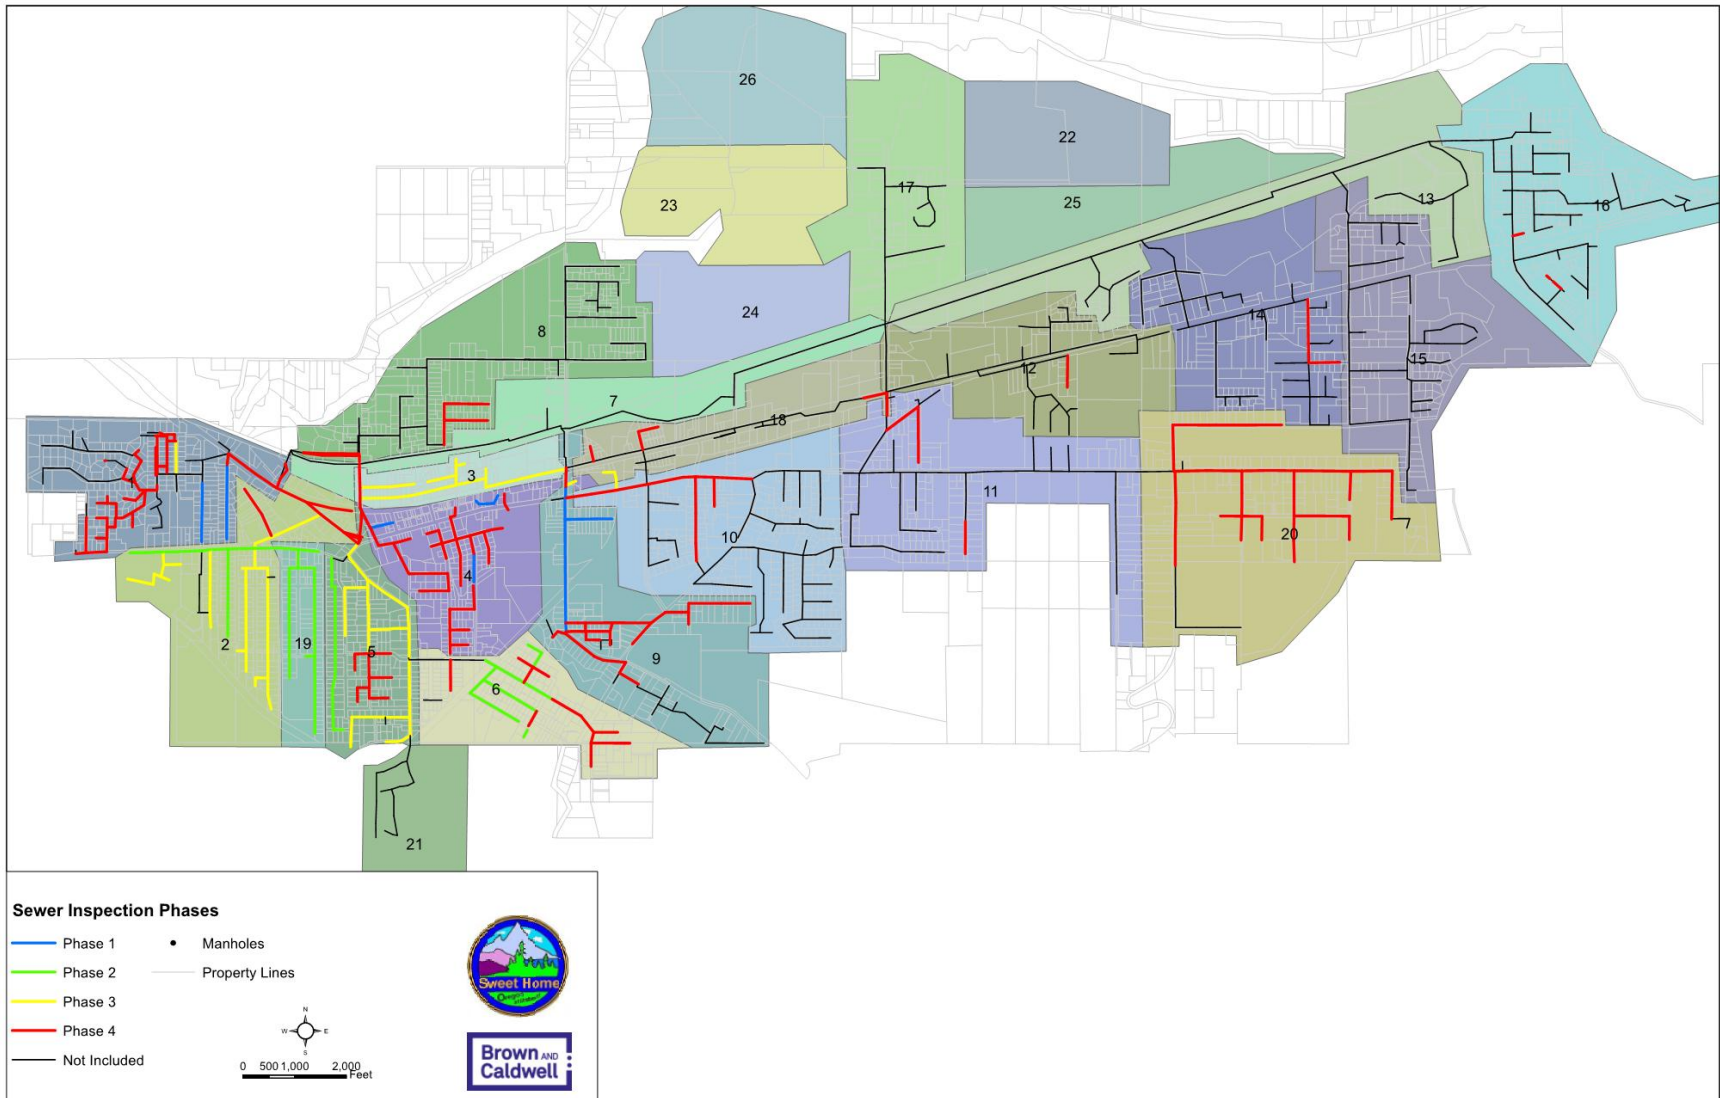 26
22
17
23
25
13
16
24
8
14
15
12
7
18
3
11
10
20
4
2
19
5
9
6
21
Sewer Inspection Phases
Phase 1
Manholes
Phase 2
Property Lines
Phase 3
Phase 4
Not Included
N
W
E
S
0 500 1,000 2,000
Feet
Sweet Home
Oregon
Brown AND
Caldwell